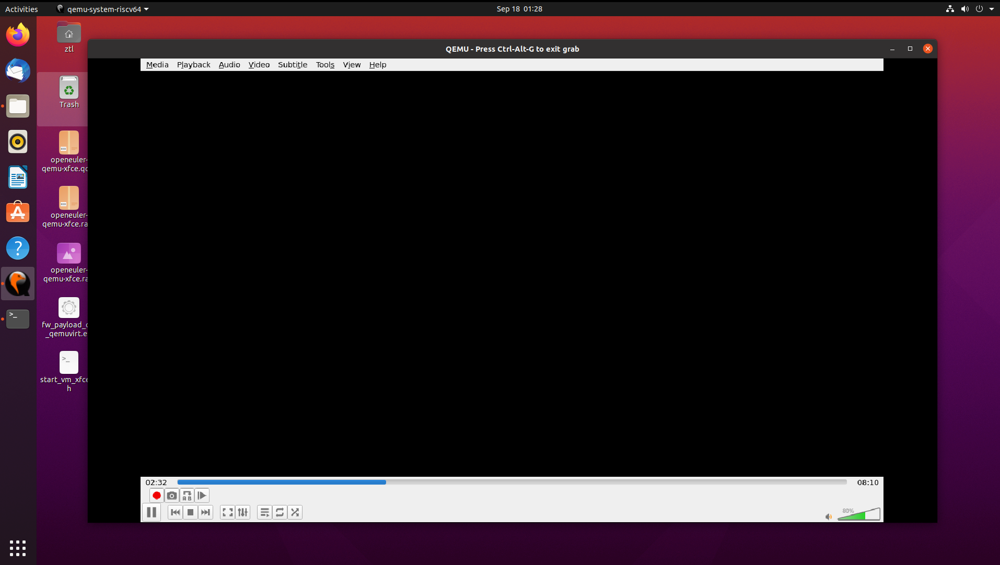 Activities
qemu-system-riscv64
Sep 18 01:28
ztl
Trash
openeuler-
qemu-xfce.qc
openeuler-
qemu-xfce.ra
openeuler-
qemu-xfce.ra
fw_payload_o
_qemuvirt.e
start_vm_xfce
h
QEMU - Press Ctrl-Alt-G to exit grab
Media Playback Audio Video Subtitle Tools View Help
02:32
08:10
80%